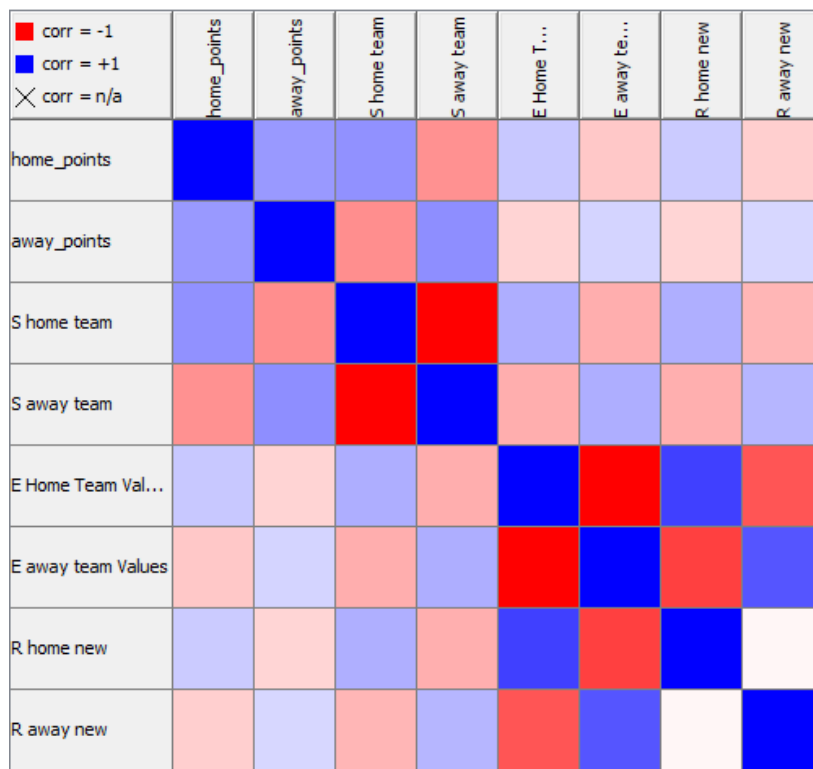 corr = -1
corr = +1
corr = n/a
home_points
away_points
S home team
S away team
E Home T...
E away te...
R home new
R away new
home_points
away_points
S home team
S away team
E Home Team Val...
E away team Values
R home new
R away new